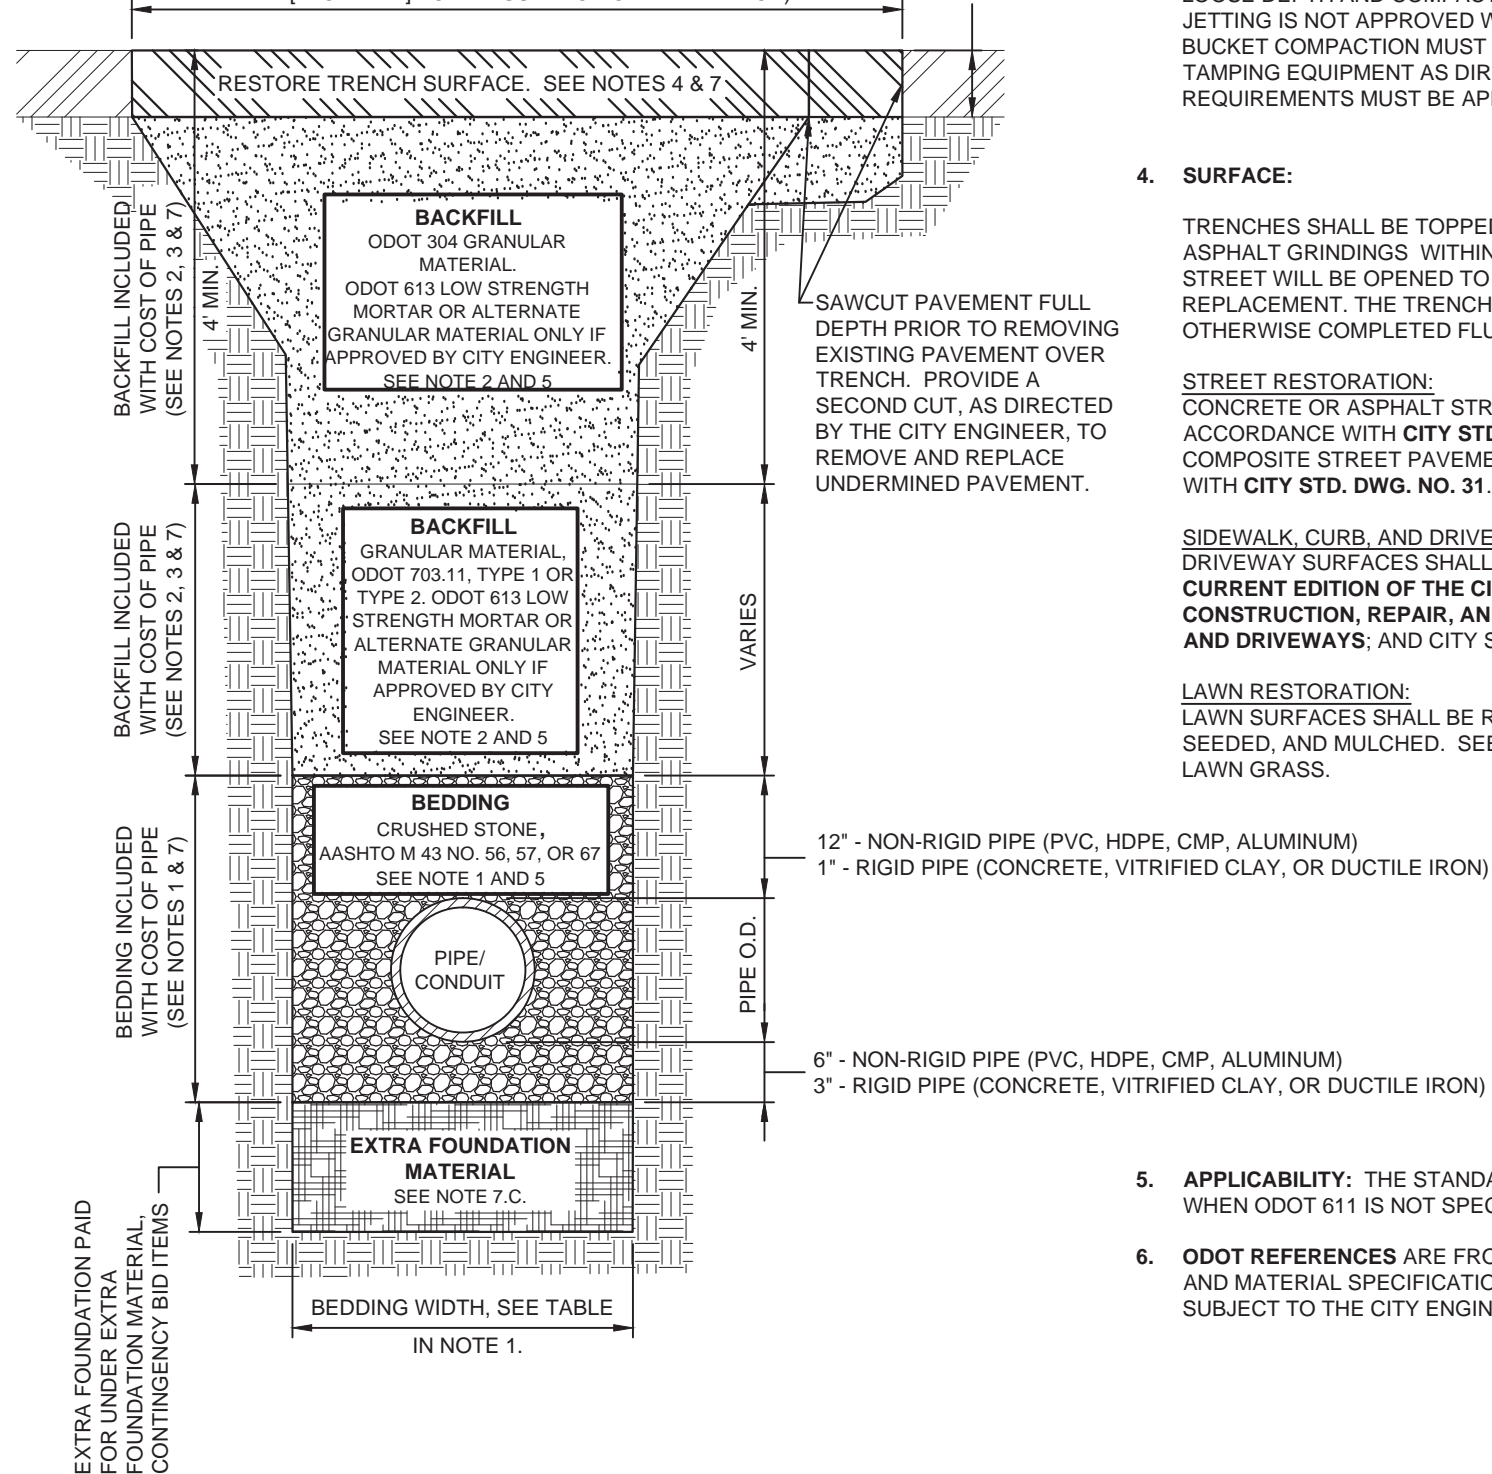 RESTORE TRENCH SURFACE.  SEE NOTES 4 & 7
BACKFILL INCLUDED
WITH COST OF PIPE
(SEE NOTES 2, 3 & 7)
4' MIN.
BACKFILL
ODOT 304 GRANULAR
MATERIAL.
ODOT 613 LOW STRENGTH
MORTAR OR ALTERNATE
GRANULAR MATERIAL ONLY IF
APPROVED BY CITY ENGINEER.
SEE NOTE 2 AND 5
4' MIN.
SAWCUT PAVEMENT FULL
DEPTH PRIOR TO REMOVING
EXISTING PAVEMENT OVER
TRENCH.  PROVIDE A
SECOND CUT, AS DIRECTED
BY THE CITY ENGINEER, TO
REMOVE AND REPLACE
UNDERMINED PAVEMENT.
BACKFILL INCLUDED
WITH COST OF PIPE
(SEE NOTES 2, 3 & 7)
BACKFILL
GRANULAR MATERIAL,
ODOT 703.11, TYPE 1 OR
TYPE 2. ODOT 613 LOW
STRENGTH MORTAR OR
ALTERNATE GRANULAR
MATERIAL ONLY IF
APPROVED BY CITY
ENGINEER.
SEE NOTE 2 AND 5
VARIES
BEDDING INCLUDED
WITH COST OF PIPE
(SEE NOTES 1 & 7)
BEDDING
CRUSHED STONE,
AASHTO M 43 NO. 56, 57, OR 67
SEE NOTE 1 AND 5
12" - NON-RIGID PIPE (PVC, HDPE, CMP, ALUMINUM)
1" - RIGID PIPE (CONCRETE, VITRIFIED CLAY, OR DUCTILE IRON)
PIPE/
CONDUIT
PIPE O.D.
6" - NON-RIGID PIPE (PVC, HDPE, CMP, ALUMINUM)
3" - RIGID PIPE (CONCRETE, VITRIFIED CLAY, OR DUCTILE IRON)
EXTRA FOUNDATION
MATERIAL
SEE NOTE 7.C.
EXTRA FOUNDATION PAID
FOR UNDER EXTRA
FOUNDATION MATERIAL,
CONTINGENCY BID ITEMS
BEDDING WIDTH, SEE TABLE
IN NOTE 1.
LOOSE DEPTH AND COMPACT
JETTING IS NOT APPROVED W
BUCKET COMPACTION MUST
TAMPING EQUIPMENT AS DIR
REQUIREMENTS MUST BE AP
4. SURFACE:
TRENCHES SHALL BE TOPPE
ASPHALT GRINDINGS  WITHIN
STREET WILL BE OPENED TO
REPLACEMENT. THE TRENCH
OTHERWISE COMPLETED FLU
STREET RESTORATION:
CONCRETE OR ASPHALT STR
ACCORDANCE WITH CITY STD
COMPOSITE STREET PAVEME
WITH CITY STD. DWG. NO. 31.
SIDEWALK, CURB, AND DRIVE
DRIVEWAY SURFACES SHALL
CURRENT EDITION OF THE CI
CONSTRUCTION, REPAIR, AN
AND DRIVEWAYS; AND CITY S
LAWN RESTORATION:
LAWN SURFACES SHALL BE R
SEEDED, AND MULCHED.  SEE
LAWN GRASS.
5. APPLICABILITY:  THE STANDA
WHEN ODOT 611 IS NOT SPEC
6. ODOT REFERENCES ARE FRO
AND MATERIAL SPECIFICATIO
SUBJECT TO THE CITY ENGIN